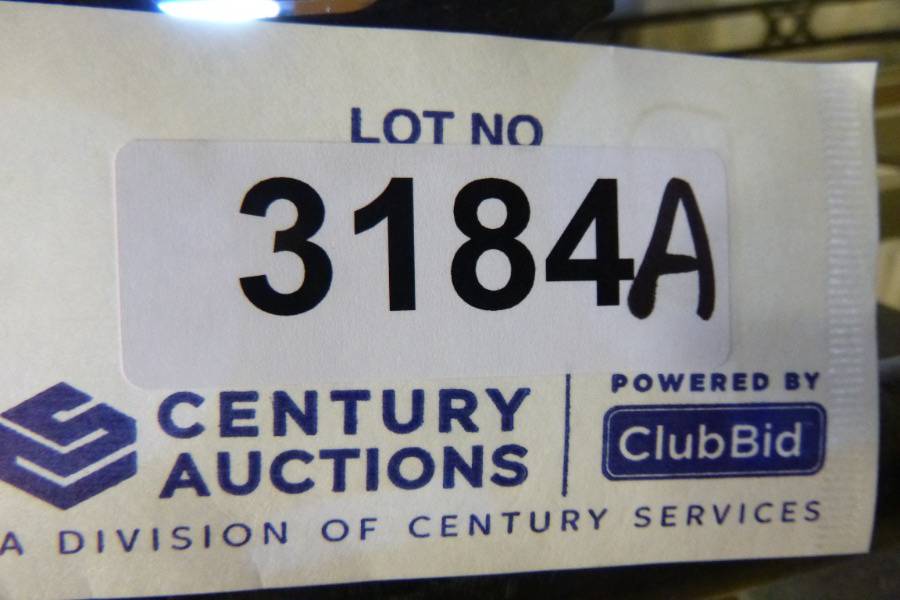 LOT NO
3184A
CENTURY AUCTIONS
POWERED BY
ClubBid
A DIVISION OF CENTURY SERVICES